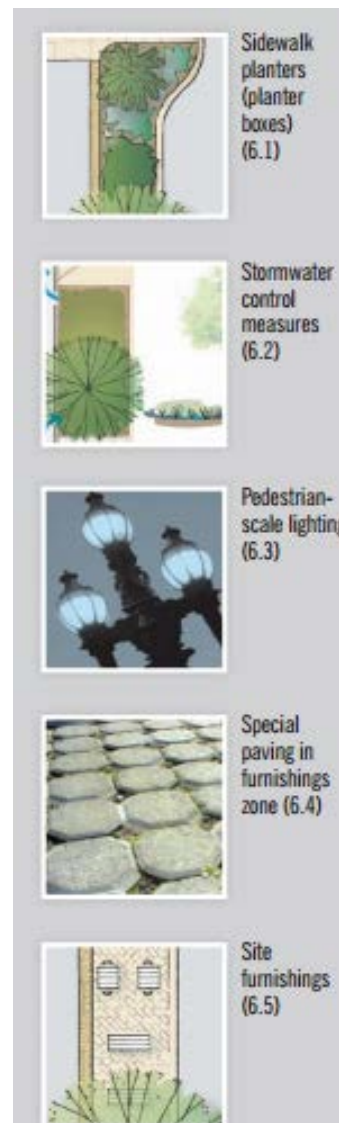 Sidewalk
planters
(planter
boxes)
(6.1)
Stormwater
control
measures
(6.2)
Pedestrian-
scale lighting
(6.3)
Special
paving in
furnishings
zone (6.4)
Site
furnishings
(6.5)